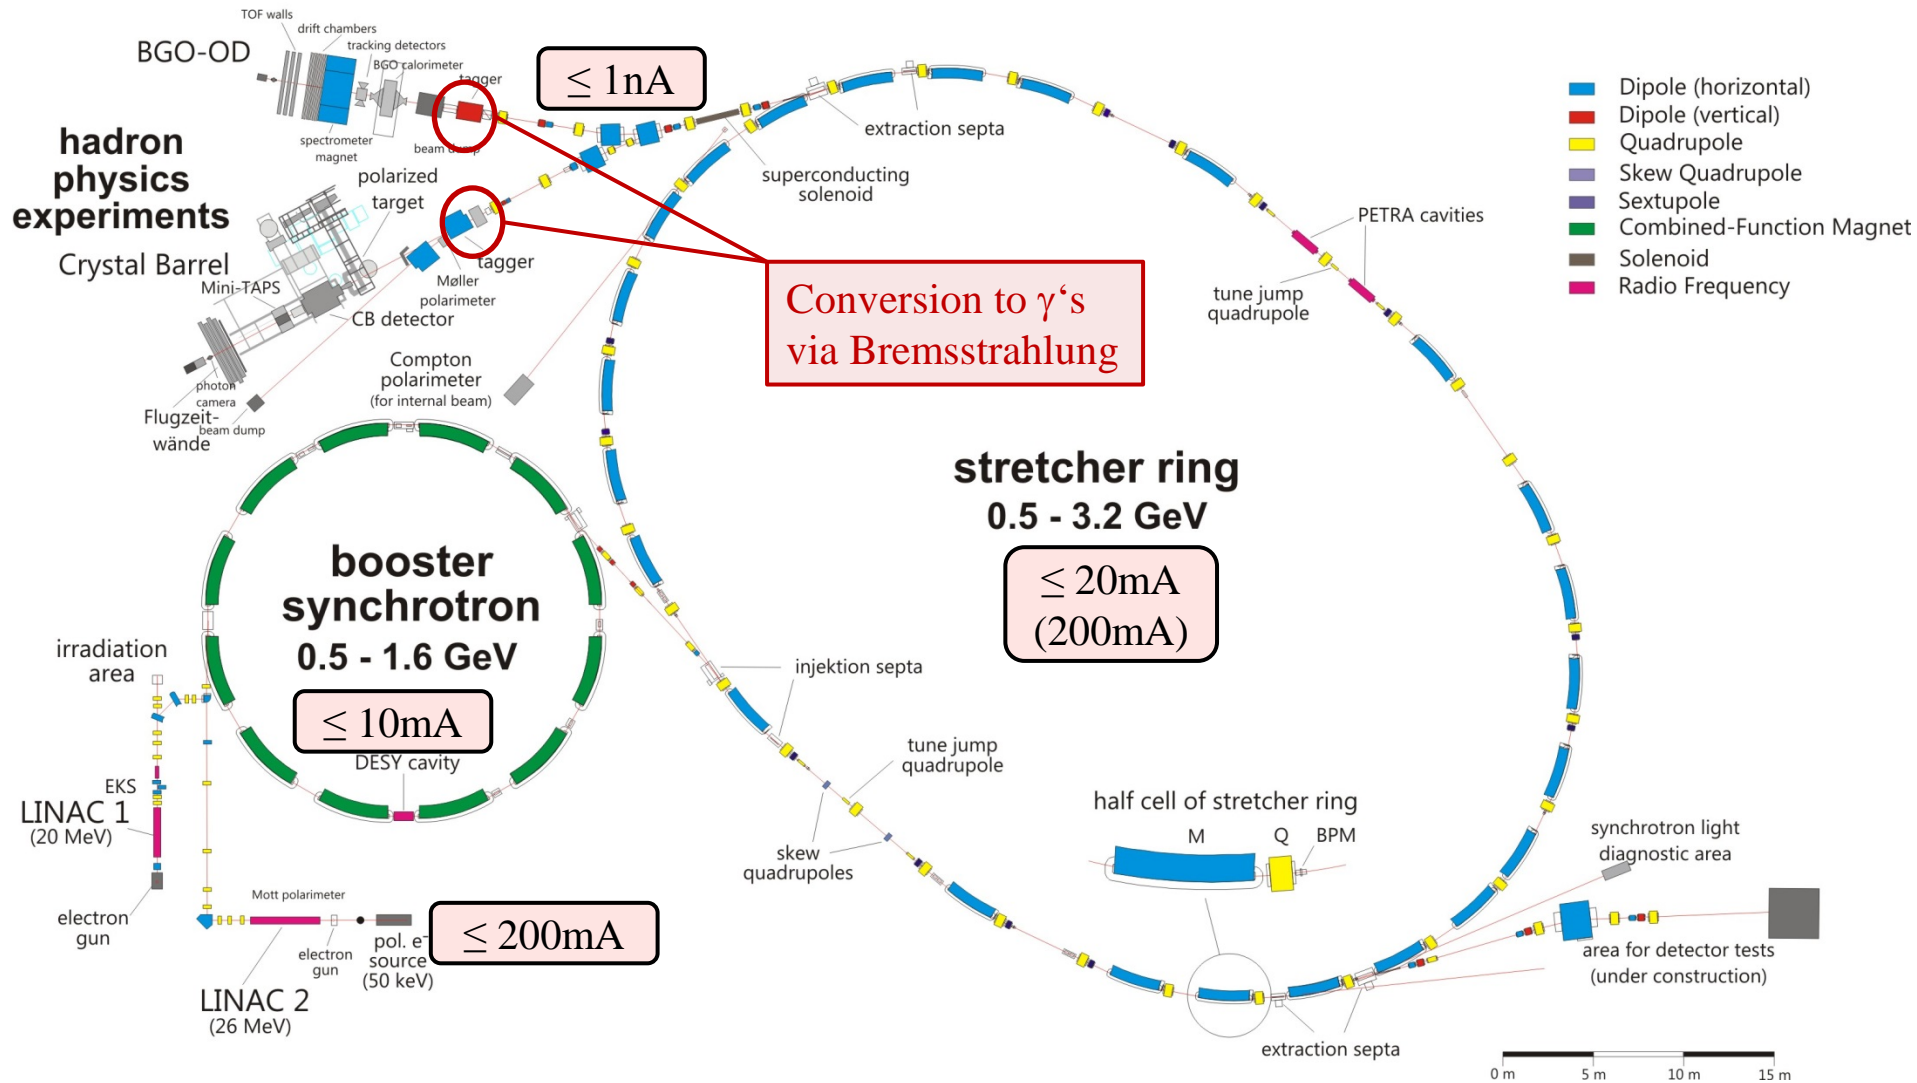 TOF walls
drift chambers
tracking detectors
BGO calorimeter
tagger
BGO-OD
spectrometer
magnet
beam dump
≤ 1nA
extraction septa
superconducting
solenoid
hadron
physics
experiments
polarized
target
Crystal Barrel
Mini-TAPS
tagger
Møller
polarimeter
CB detector
photon
camera
Flugzeit-
wände
beam dump
Compton
polarimeter
(for internal beam)
Conversion to γ‘s
via Bremsstrahlung
PETRA cavities
tune jump
quadrupole
Dipole (horizontal)
Dipole (vertical)
Quadrupole
Skew Quadrupole
Sextupole
Combined-Function Magnet
Solenoid
Radio Frequency
stretcher ring
0.5 - 3.2 GeV
≤ 20mA
(200mA)
booster
synchrotron
0.5 - 1.6 GeV
≤ 10mA
DESY cavity
irradiation
area
EKS
LINAC 1
(20 MeV)
electron
gun
Mott polarimeter
electron
gun
pol. e⁻
source
(50 keV)
≤ 200mA
LINAC 2
(26 MeV)
injektion septa
tune jump
quadrupole
skew
quadrupoles
half cell of stretcher ring
M
Q
BPM
synchrotron light
diagnostic area
area for detector tests
(under construction)
extraction septa
0 m
5 m
10 m
15 m